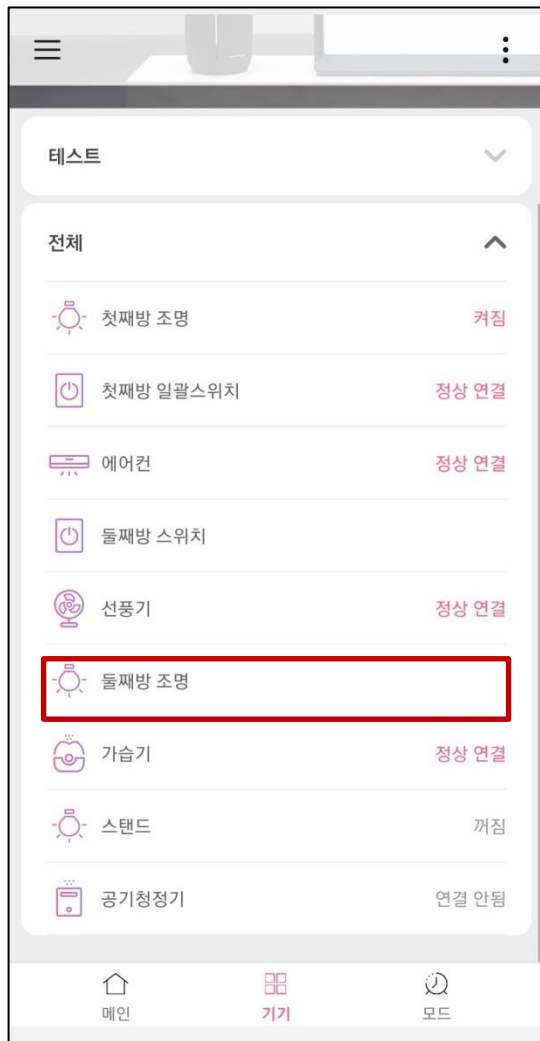 테스트
전체
첫째방 조명 켜짐
첫째방 일괄스위치 정상 연결
에어컨 정상 연결
둘째방 스위치
선풍기 정상 연결
둘째방 조명
가습기 정상 연결
스탠드 꺼짐
공기청정기 연결 안됨
메인 기기 모드